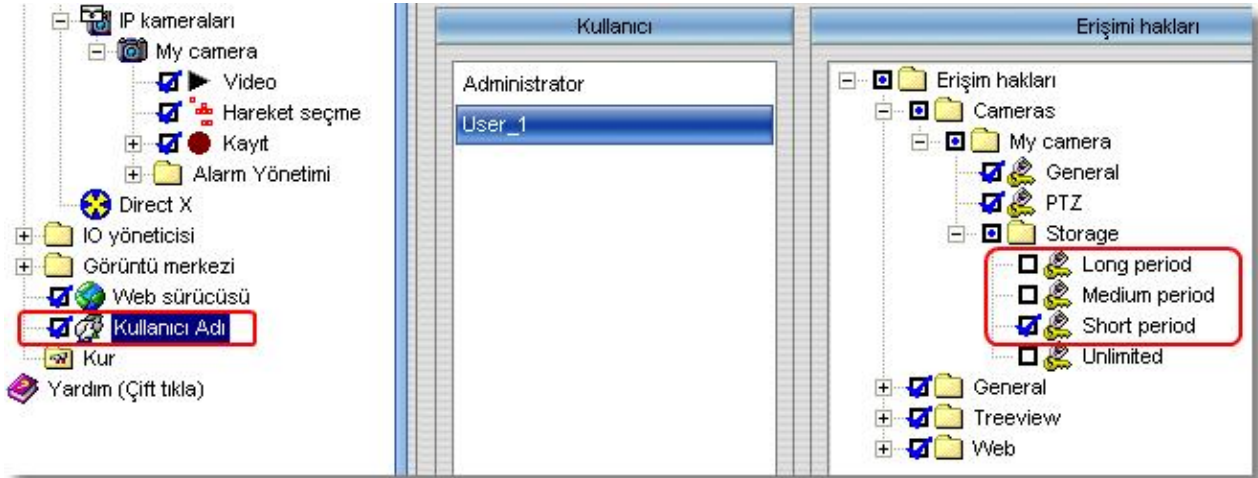 IP kameraları
My camera
Video
Hareket seçme
Kayıt
Alarm Yönetimi
Direct X
IO yöneticisi
Görüntü merkezi
Web sürücüsü
Kullanıcı Adı
Kur
Yardım (Çift tıkla)
Kullanıcı
Administrator
User_1
Erişimi hakları
Erişim hakları
Cameras
My camera
General
PTZ
Storage
Long period
Medium period
Short period
Unlimited
General
Treeview
Web